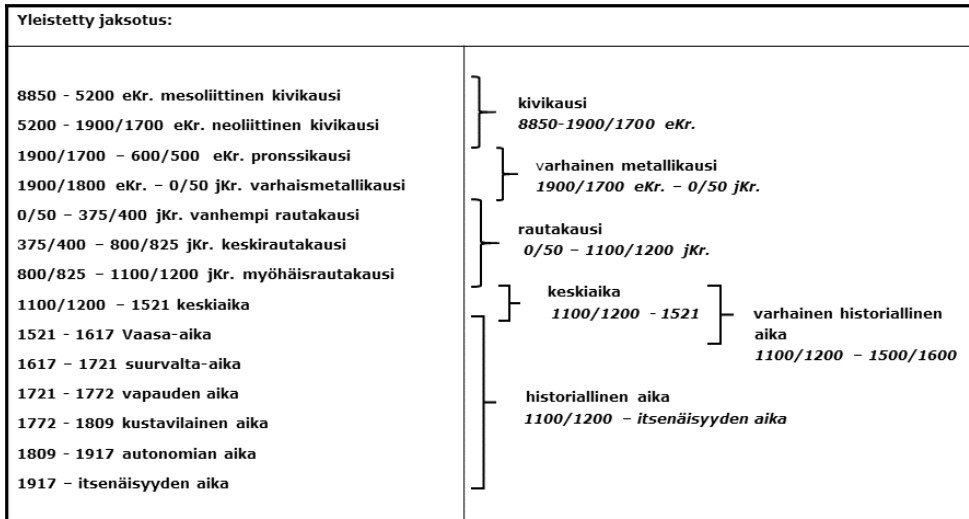 Yleistetty jaksotus:
8850 - 5200 eKr. mesoliittinen kivikausi
5200 - 1900/1700 eKr. neoliittinen kivikausi
1900/1700 – 600/500 eKr. pronssikausi
1900/1800 eKr. – 0/50 jKr. varhaismetallikausi
0/50 – 375/400 jKr. vanhempi rautakausi
375/400 – 800/825 jKr. keskirautakausi
800/825 – 1100/1200 jKr. myöhäisrautakausi
1100/1200 – 1521 keskiaika
1521 - 1617 Vaasa-aika
1617 – 1721 suurvalta-aika
1721 - 1772 vapauden aika
1772 - 1809 kustavilainen aika
1809 - 1917 autonomian aika
1917 – itsenäisyyden aika
kivikausi
8850-1900/1700 eKr.
varhainen metallikausi
1900/1700 eKr. – 0/50 jKr.
rautakausi
0/50 – 1100/1200 jKr.
keskiaika
1100/1200 - 1521
varhainen historiallinen
aika
1100/1200 – 1500/1600
historiallinen aika
1100/1200 – itsenäisyyden aika